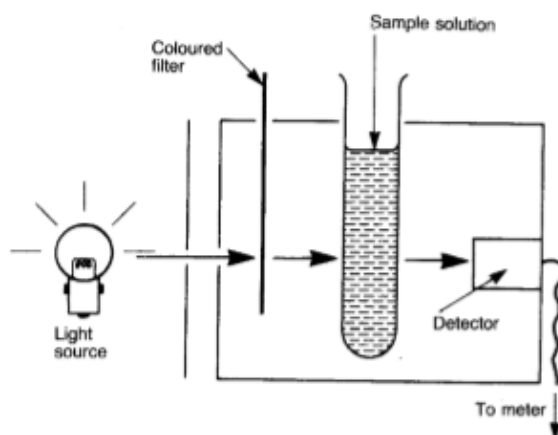 Sample solution
Coloured
filter
Light
source
Detector
To meter